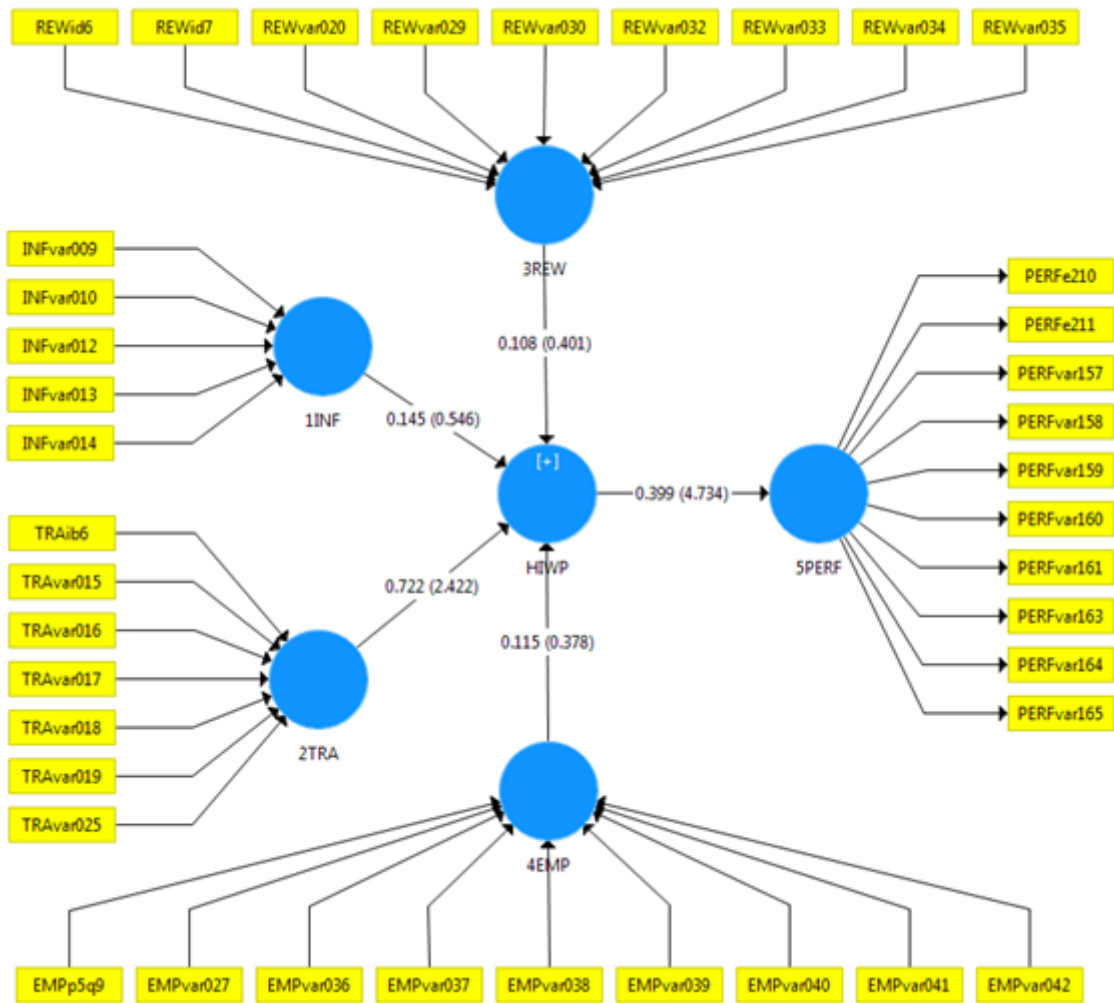 REWid6
REWid7
REWvar020
REWvar029
REWvar030
REWvar032
REWvar033
REWvar034
REWvar035
3REW
0.108 (0.401)
INFvar009
INFvar010
INFvar012
INFvar013
INFvar014
1INF
0.145 (0.546)
[+]
HIWP
0.399 (4.734)
5PERF
PERFe210
PERFe211
PERFvar157
PERFvar158
PERFvar159
PERFvar160
PERFvar161
PERFvar163
PERFvar164
PERFvar165
TRAib6
TRAvar015
TRAvar016
TRAvar017
TRAvar018
TRAvar019
TRAvar025
2TRA
0.722 (2.422)
0.115 (0.378)
4EMP
EMPp5q9
EMPvar027
EMPvar036
EMPvar037
EMPvar038
EMPvar039
EMPvar040
EMPvar041
EMPvar042